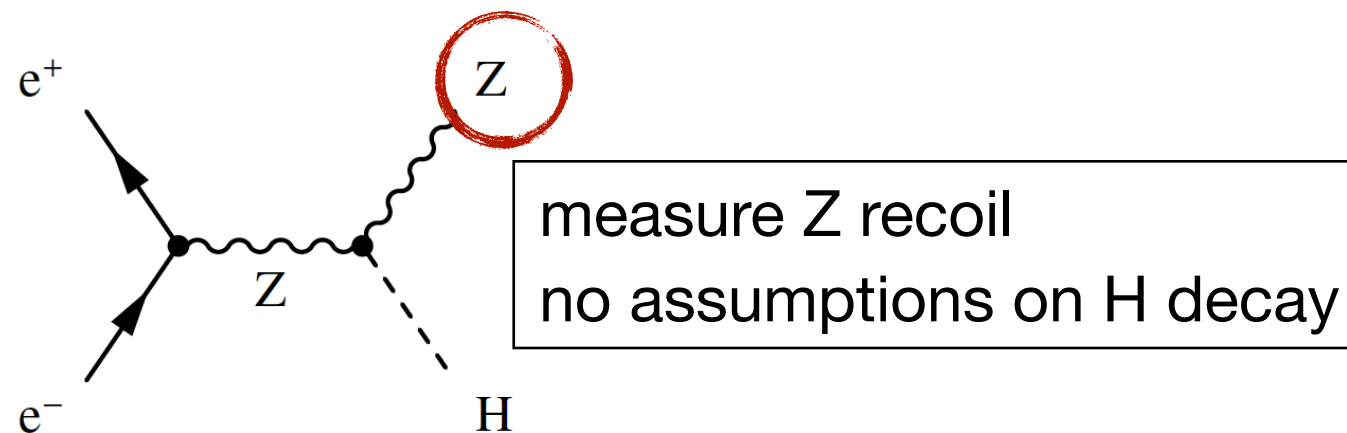 e⁺
Z
measure Z recoil
no assumptions on H decay
Z
e⁻
H